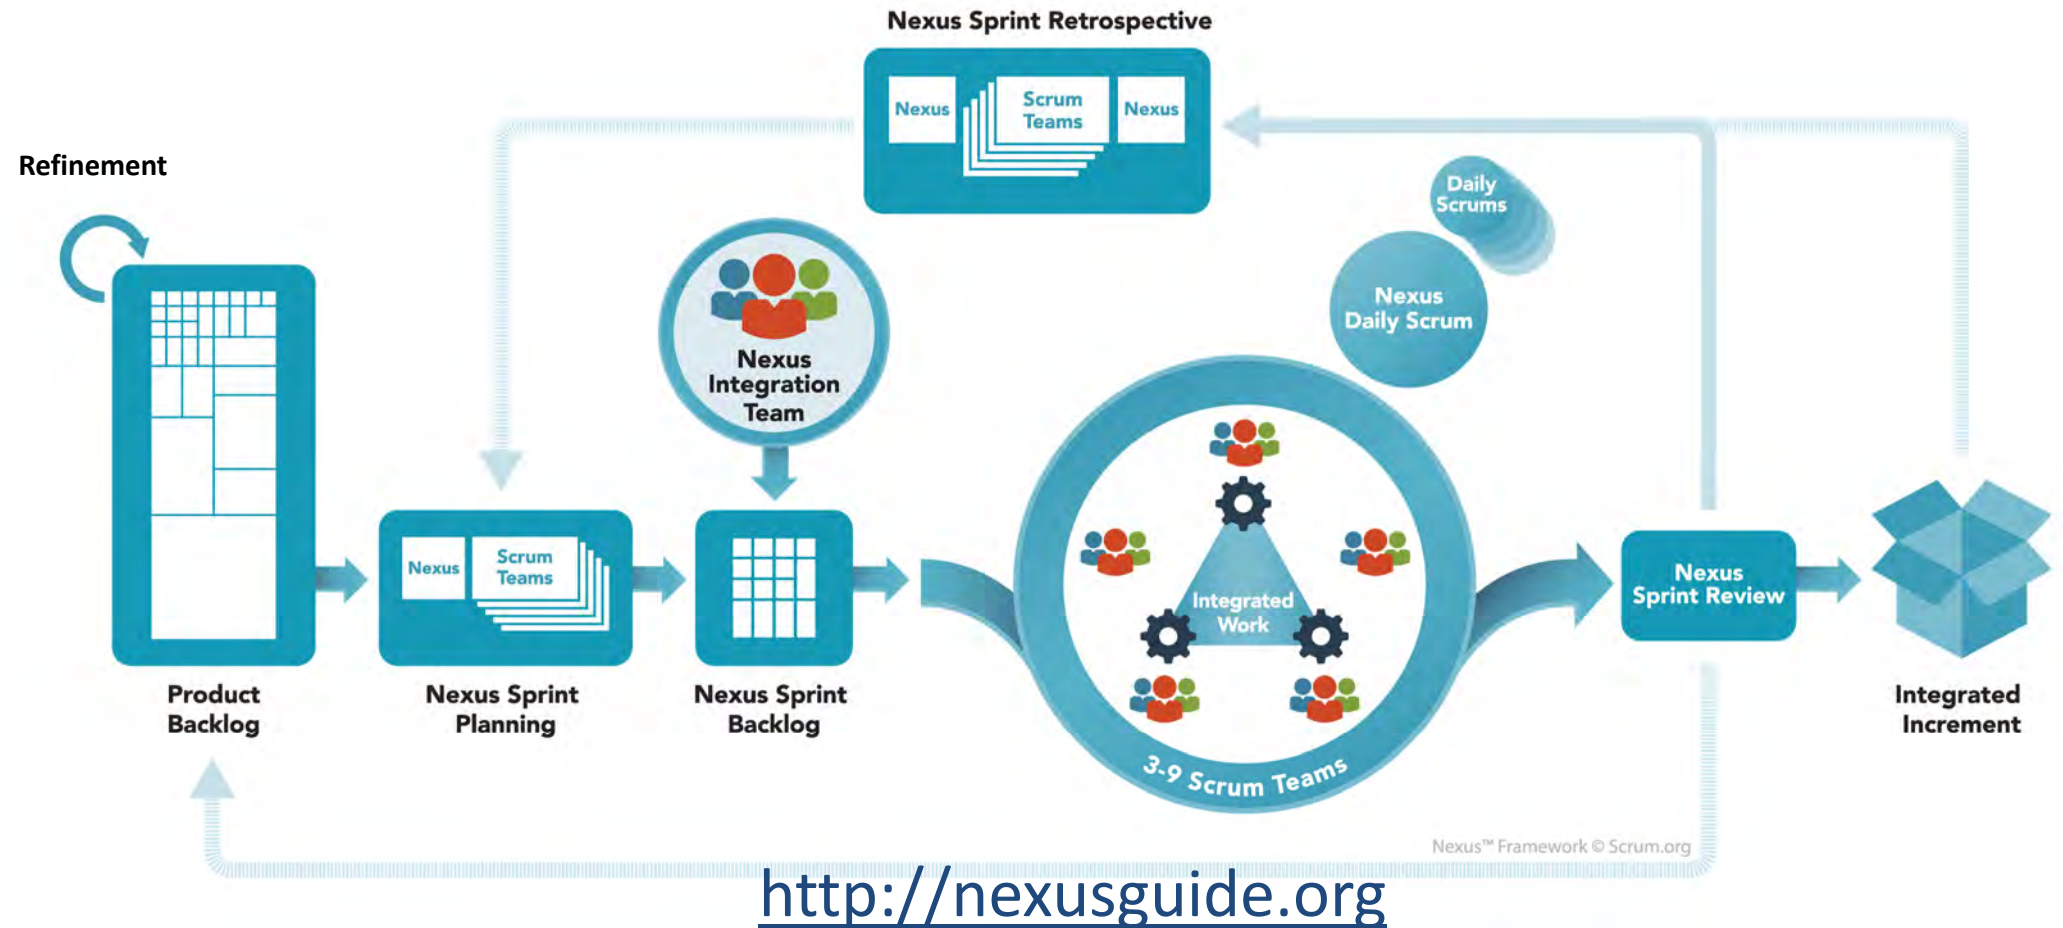 Nexus Sprint Retrospective
Nexus
Scrum
Teams
Nexus
Refinement
Daily
Scrums
Nexus
Daily Scrum
Nexus
Integration
Team
Nexus
Scrum
Teams
Integrated
Work
Nexus
Sprint Review
Product
Backlog
Nexus Sprint
Planning
Nexus Sprint
Backlog
3-9 Scrum Teams
Integrated
Increment
Nexus™ Framework © Scrum.org
http://nexusguide.org